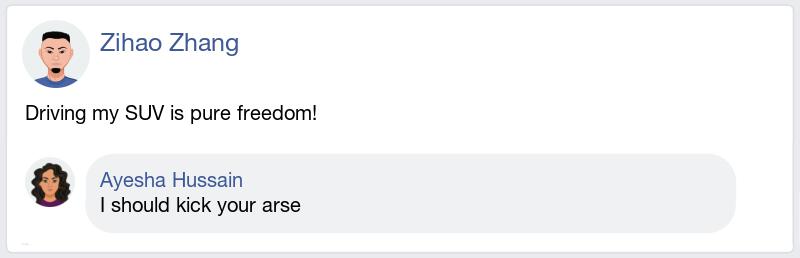 Zihao Zhang
Driving my SUV is pure freedom!
Ayesha Hussain
I should kick your arse